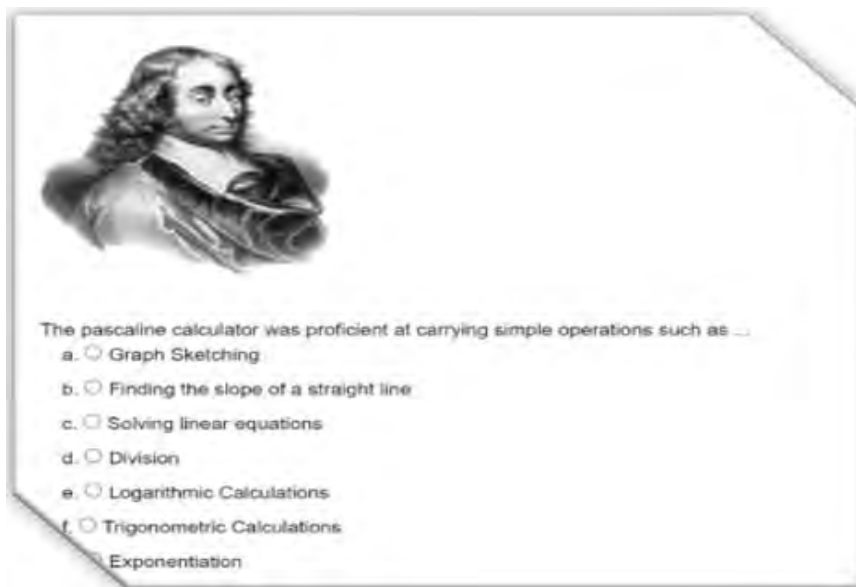 The pascaline calculator was proficient at carrying simple operations such as ...
a. Graph Sketching
b. Finding the slope of a straight line
c. Solving linear equations
d. Division
e. Logarithmic Calculations
f. Trigonometric Calculations
Exponentiation